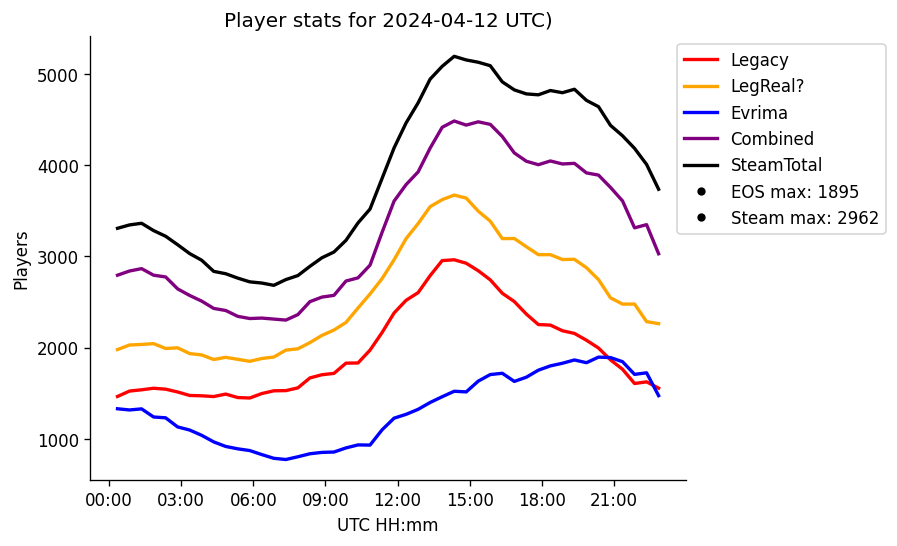 Player stats for 2024-04-12 UTC)
Legacy
LegReal?
Evrima
Combined
SteamTotal
EOS max: 1895
Steam max: 2962
Players
5000
4000
3000
2000
1000
00:00 03:00 06:00 09:00 12:00 15:00 18:00 21:00
UTC HH:mm